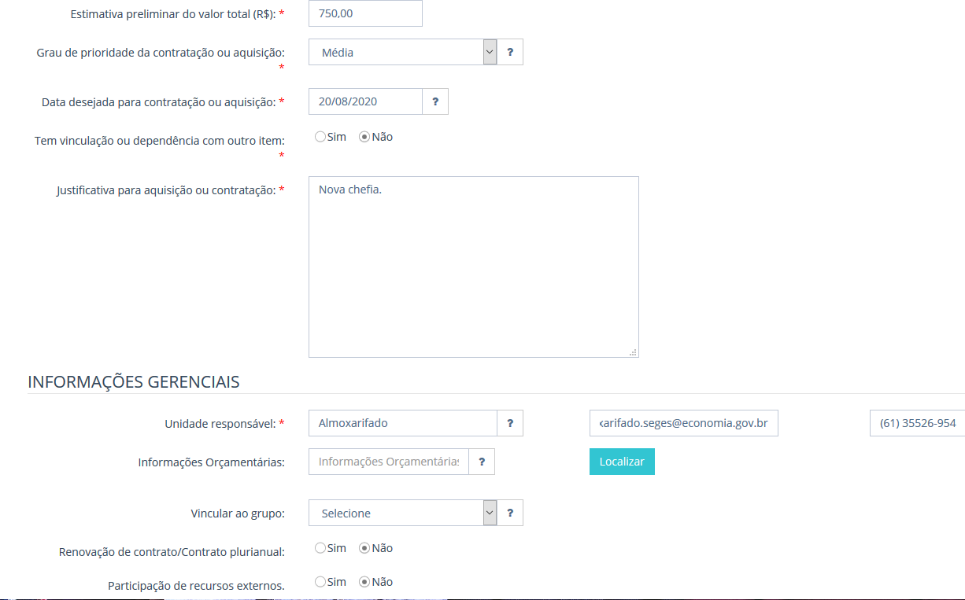 Estimativa preliminar do valor total (R$): * 750,00
Grau de prioridade da contratação ou aquisição: * Média ?
Data desejada para contratação ou aquisição: * 20/08/2020 ?
Tem vinculação ou dependência com outro item: * Sim Não
Justificativa para aquisição ou contratação: * Nova chefia.
INFORMAÇÕES GERENCIAIS
Unidade responsável: * Almoxarifado ? xarifado.seges@economia.gov.br (61) 35526-954
Informações Orçamentárias: Informações Orçamentárias ? Localizar
Vincular ao grupo: Selecione ?
Renovação de contrato/Contrato plurianual: Sim Não
Participação de recursos externos. Sim Não